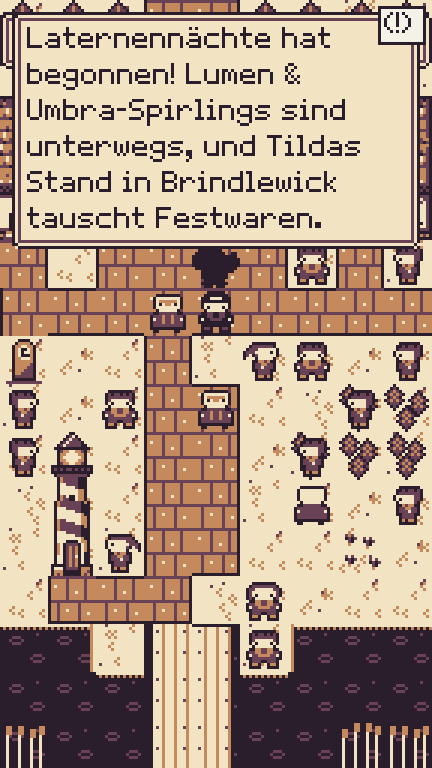 Laternennächte hat
begonnen! Lumen &
Umbra-Spirlings sind
unterwegs, und Tildas
Stand in Brindlewick
tauscht Festwaren.